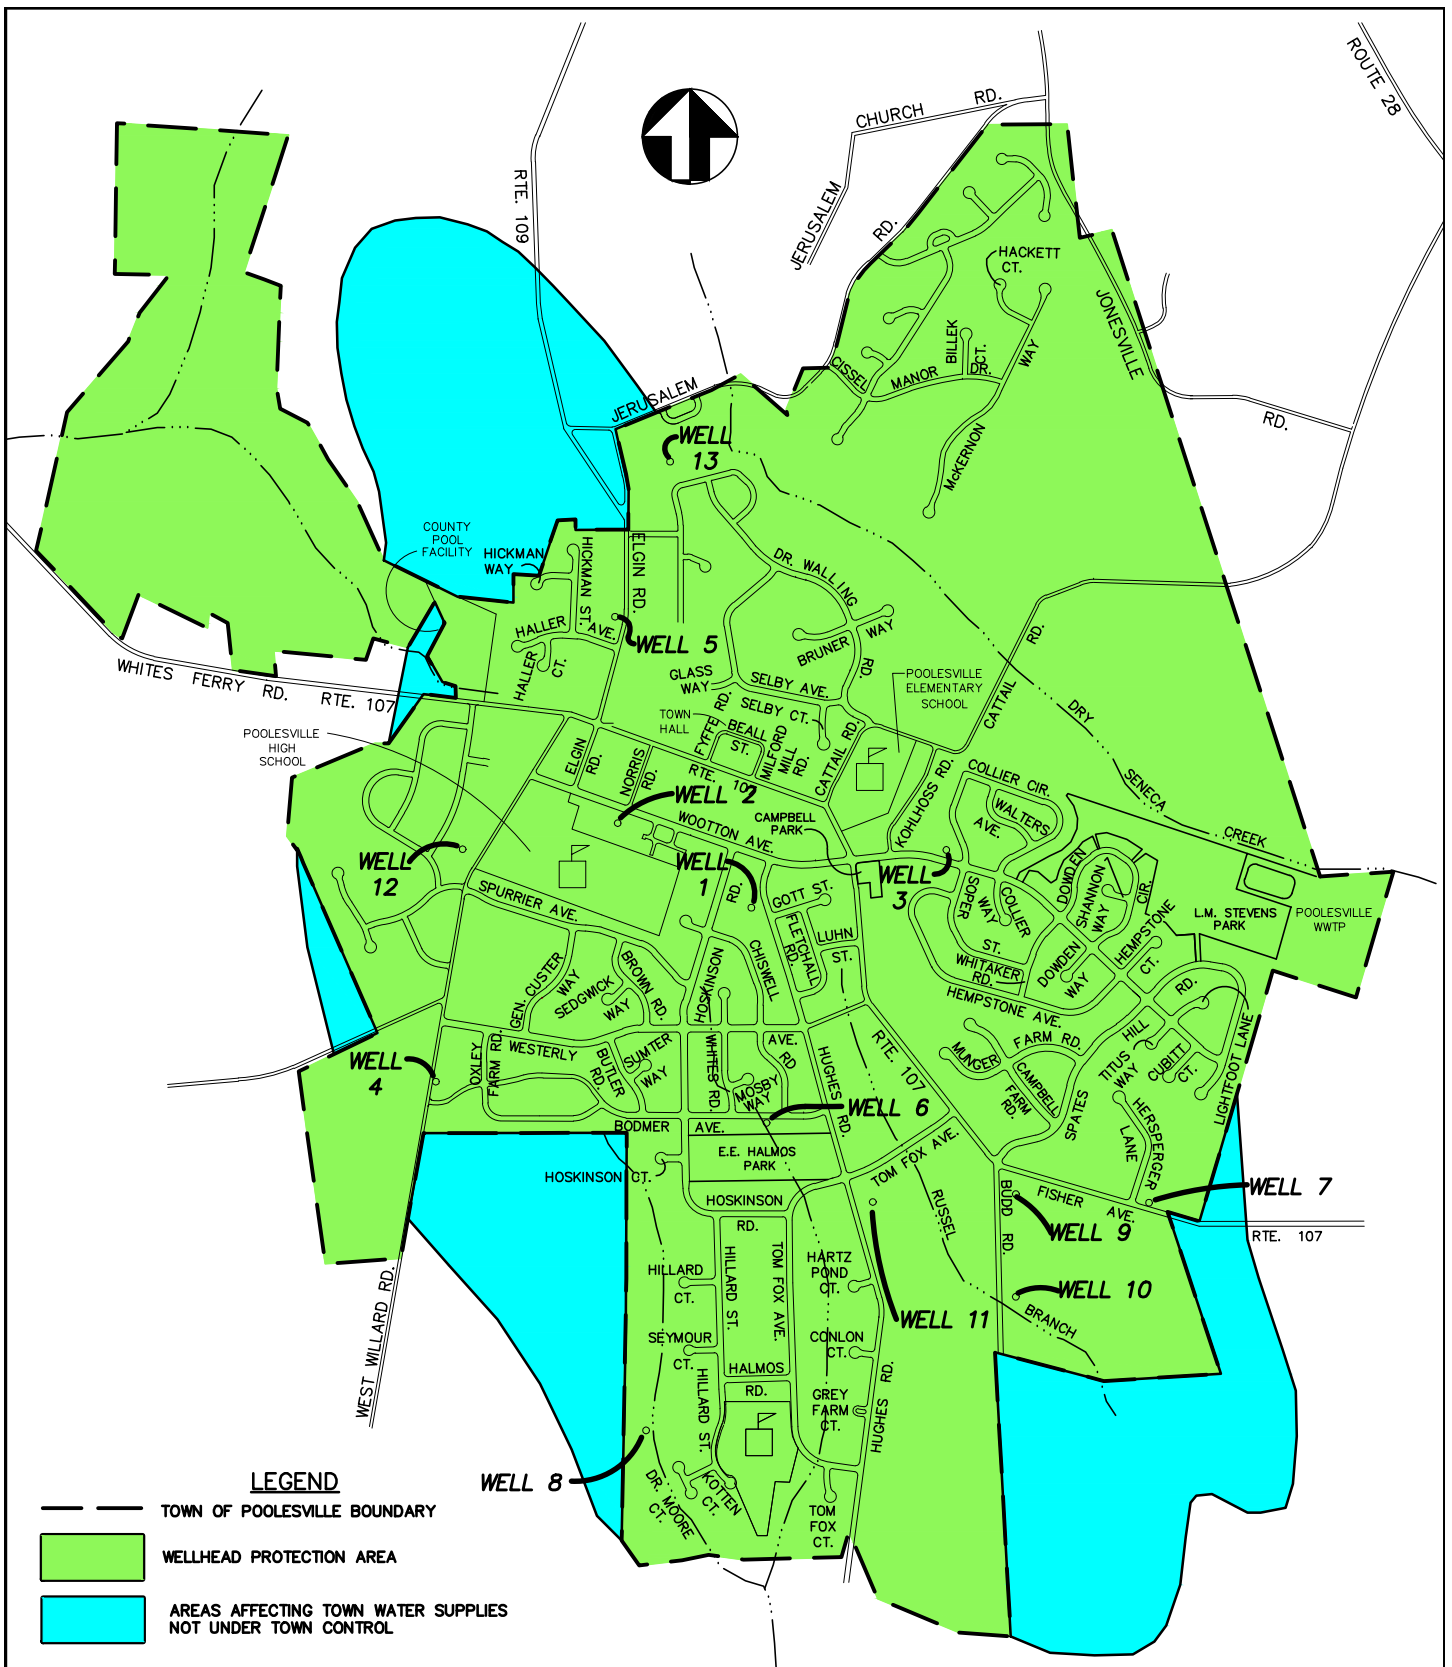 ROUTE 28
CHURCH RD.
JERUSALEM RD.
RTE. 109
HACKETT
CT.
JONESVILLE RD.
BILLEK CT.
WAY
CISSEL
MANOR DR.
McKERNON
JERUSALEM
WELL
13
COUNTY
POOL
FACILITY
HICKMAN
WAY
HICKMAN ST.
ELGIN RD.
DR. WALLING RD.
HALLER AVE.
HALLER CT.
WELL 5
BRUNER WAY
GLASS
WAY
SELBY AVE.
SELBY CT.
POOLESVILLE
ELEMENTARY
SCHOOL
CATTAIL RD.
WHITES FERRY RD. RTE. 107
TOWN
HALL
FYFFE RD.
BEALL
ST.
MILFORD
MILL
RD.
CATTAIL RD.
DRY
SENECA
CREEK
POOLESVILLE
HIGH
SCHOOL
ELGIN
RD.
NORRIS
RD.
RTE. 107
WELL 2
WOOTTON AVE.
CAMPBELL
PARK
KOHLHOSS RD.
COLLIER CIR.
WALTERS
AVE.
WELL
12
WELL
1
WELL
3
SPURRIER AVE.
RD.
GOTT ST.
FLETCHALL
RD.
LUHN
ST.
SOPER
ST.
COLLIER
WAY
DOWDEN
CIR.
SHANNON
WAY
L.M. STEVENS
PARK
POOLESVILLE
WWTP
HEMPSTONE
CT.
WHITAKER
RD.
DOWDEN
WAY
HEMPSTONE AVE.
GEN. CUSTER
WAY
SEDGWICK
WAY
BROWN RD.
HOSKINSON
CHISWELL
RD
WESTERLY
AVE.
OXLEY
FARM RD.
BUTLER
RD.
SUMTER
WAY
WHITES RD.
MOSBY
WAY
HUGHES RD.
RTE. 107
MUNGER
FARM RD.
FARM RD.
CAMPBELL
SPATES
HILL
RD.
TITUS
WAY
CUBITT
CT.
LIGHTFOOT LANE
HERSPERGER
LANE
WELL
4
WELL 6
BODMER AVE.
E.E. HALMOS
PARK
TOM FOX AVE.
HOSKINSON CT.
HOSKINSON
RD.
RUSSEL
BRANCH
BUDD RD.
FISHER AVE.
WELL 7
WELL 9
RTE. 107
HILLARD
CT.
HILLARD ST.
TOM FOX AVE.
HARTZ
POND
CT.
WELL 10
WELL 11
WEST WILLARD RD.
SEYMOUR
CT.
HILLARD ST.
HALMOS
RD.
CONLON
CT.
GREY
FARM
CT.
HUGHES RD.
WELL 8
DR. MOORE
CT.
KOTTEN
CT.
TOM
FOX
CT.
LEGEND
TOWN OF POOLESVILLE BOUNDARY
WELLHEAD PROTECTION AREA
AREAS AFFECTING TOWN WATER SUPPLIES
NOT UNDER TOWN CONTROL